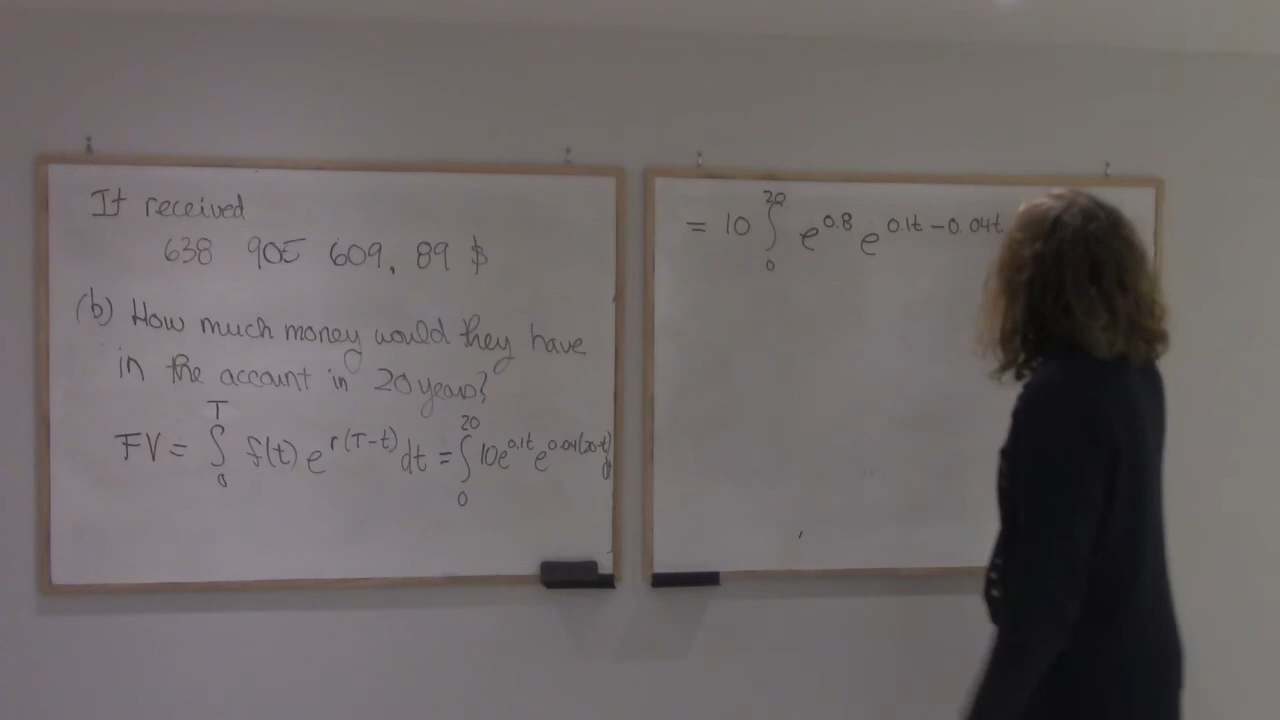 It received
638 905 609, 89 $
(b) How much money would they have
in the account in 20 years?
FV = ∫₀ᵀ f(t) e^{r(T-t)} dt = ∫₀²⁰ 10e^{0.1t} e^{0.04(20-t)} dt
= 10 ∫₀²⁰ e^{0.8} e^{0.1t - 0.04t}